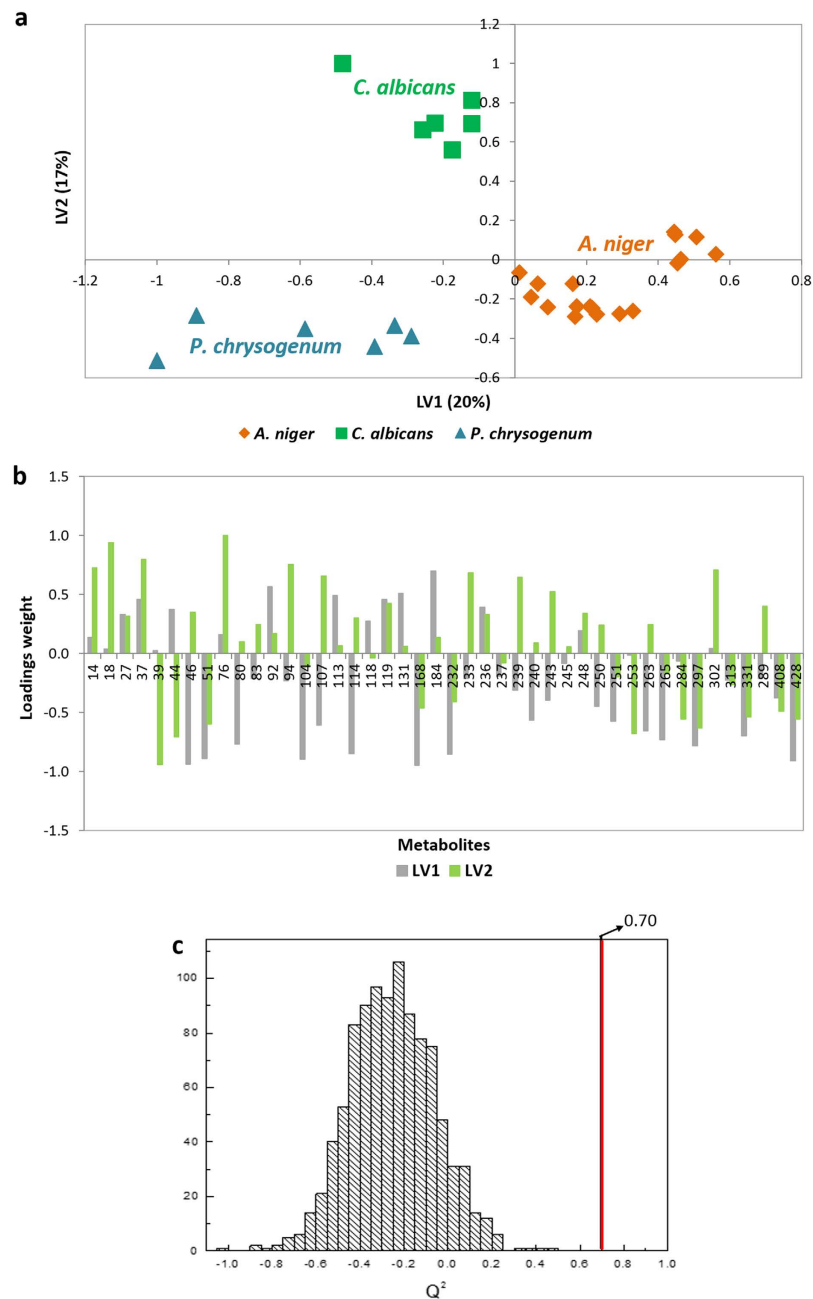 a
1.2
1
0.8
0.6
0.4
0.2
0
-0.2
-0.4
-0.6
LV2 (17%)
C. albicans
A. niger
P. chrysogenum
-1.2 -1 -0.8 -0.6 -0.4 -0.2 0 0.2 0.4 0.6 0.8
LV1 (20%)
A. niger C. albicans P. chrysogenum
b
1.5
1.0
0.5
0.0
-0.5
-1.0
-1.5
Loadings weight
14 18 27 37 39 44 46 51 76 80 83 92 94 104 107 113 114 118 119 131 168 184 232 233 236 237 239 240 243 245 248 250 251 253 263 265 284 297 302 313 331 289 408 428
Metabolites
LV1 LV2
c
0.70
100
80
60
40
20
0
-1.0 -0.8 -0.6 -0.4 -0.2 0.0 0.2 0.4 0.6 0.8 1.0
Q²